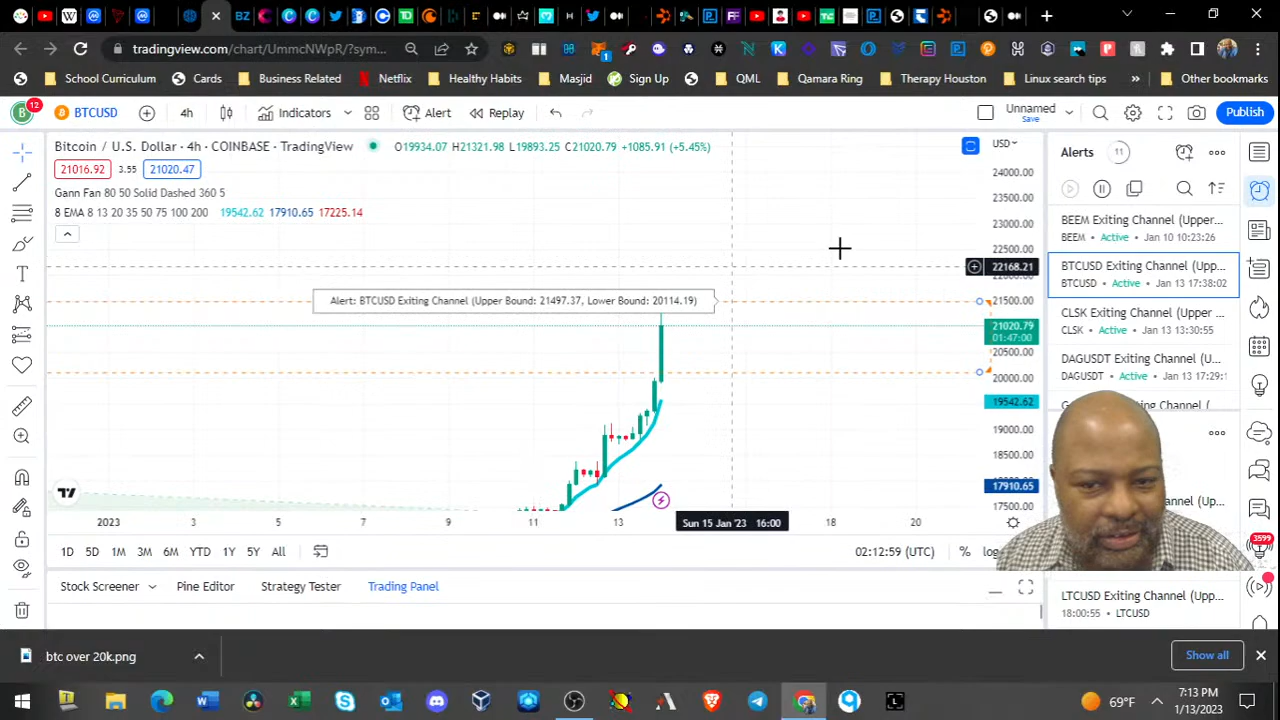 BZ
TD
FF
TC
tradingview.com/chart/UmmcNWpR/?sym...
1
School Curriculum
Cards
Business Related
Netflix
Healthy Habits
Masjid
Sign Up
QML
Qamara Ring
Therapy Houston
Linux search tips
»
Other bookmarks
B
12
BTCUSD
4h
Indicators
Alert
Replay
Unnamed
Save
Publish
Bitcoin / U.S. Dollar · 4h · COINBASE · TradingView
O19934.07 H21321.98 L19893.25 C21020.79 +1085.91 (+5.45%)
USD
21016.92
3.55
21020.47
Gann Fan 80 50 Solid Dashed 360 5
8 EMA 8 13 20 35 50 75 100 200 19542.62 17910.65 17225.14
24000.00
23500.00
23000.00
22500.00
22168.21
22000.00
21500.00
21020.79
01:47:00
20500.00
20000.00
19542.62
19000.00
18500.00
17910.65
17500.00
Alert: BTCUSD Exiting Channel (Upper Bound: 21497.37, Lower Bound: 20114.19)
2023
3
5
7
9
11
13
Sun 15 Jan '23 16:00
18
20
1D
5D
1M
3M
6M
YTD
1Y
5Y
All
02:12:59 (UTC)
%
log
Stock Screener
Pine Editor
Strategy Tester
Trading Panel
Alerts
11
BEEM Exiting Channel (Upper...
BEEM • Active • Jan 10 10:23:26
BTCUSD Exiting Channel (Upp...
BTCUSD • Active • Jan 13 17:38:02
CLSK Exiting Channel (Upper ...
CLSK • Active • Jan 13 13:30:55
DAGUSDT Exiting Channel (U...
DAGUSDT • Active • Jan 13 17:29:1
LTCUSD Exiting Channel (Upp...
18:00:55 • LTCUSD
3599
btc over 20k.png
Show all
69°F
7:13 PM
1/13/2023